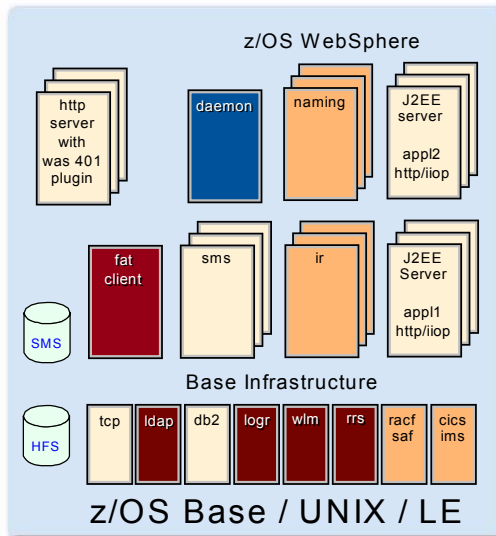 z/OS WebSphere
http
server
with
was 401
plugin
daemon
naming
J2EE
server
appl2
http/iiop
fat
client
sms
ir
J2EE
Server
appl1
http/iiop
SMS
Base Infrastructure
HFS
tcp
ldap
db2
logr
wlm
rrs
racf
saf
cics
ims
z/OS Base / UNIX / LE